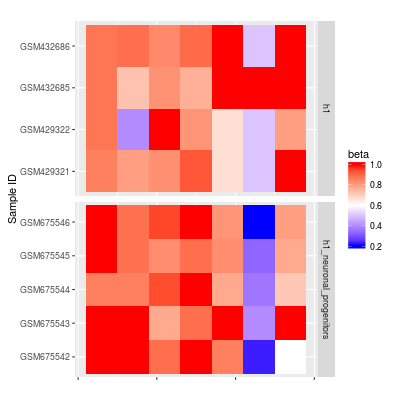 GSM432686
GSM432685
GSM429322
GSM429321
h1
GSM675546
GSM675545
GSM675544
GSM675543
GSM675542
h1_neuronal_progenitors
Sample ID
beta
1.0
0.8
0.6
0.4
0.2